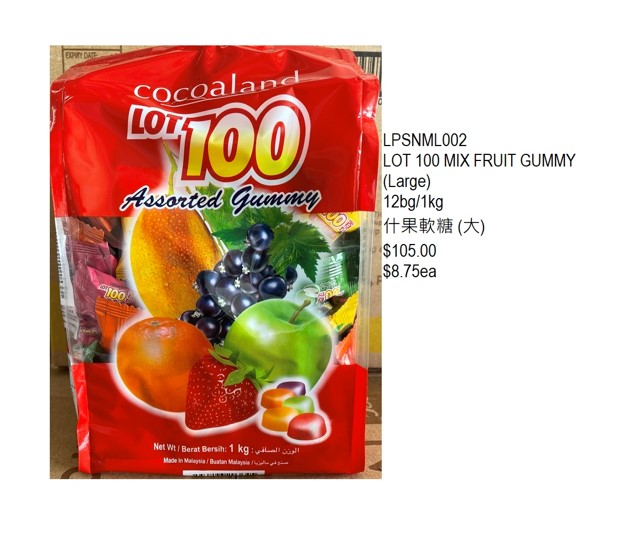 EXPIRY DATE
cocoaland
LOT 100
Assorted Gummy
LOT 100
Net Wt / Berat Bersih: 1 kg : الوزن الصافي
Made in Malaysia / Buatan Malaysia / صنع في ماليزيا
LPSNML002
LOT 100 MIX FRUIT GUMMY
(Large)
12bg/1kg
什果軟糖 (大)
$105.00
$8.75ea